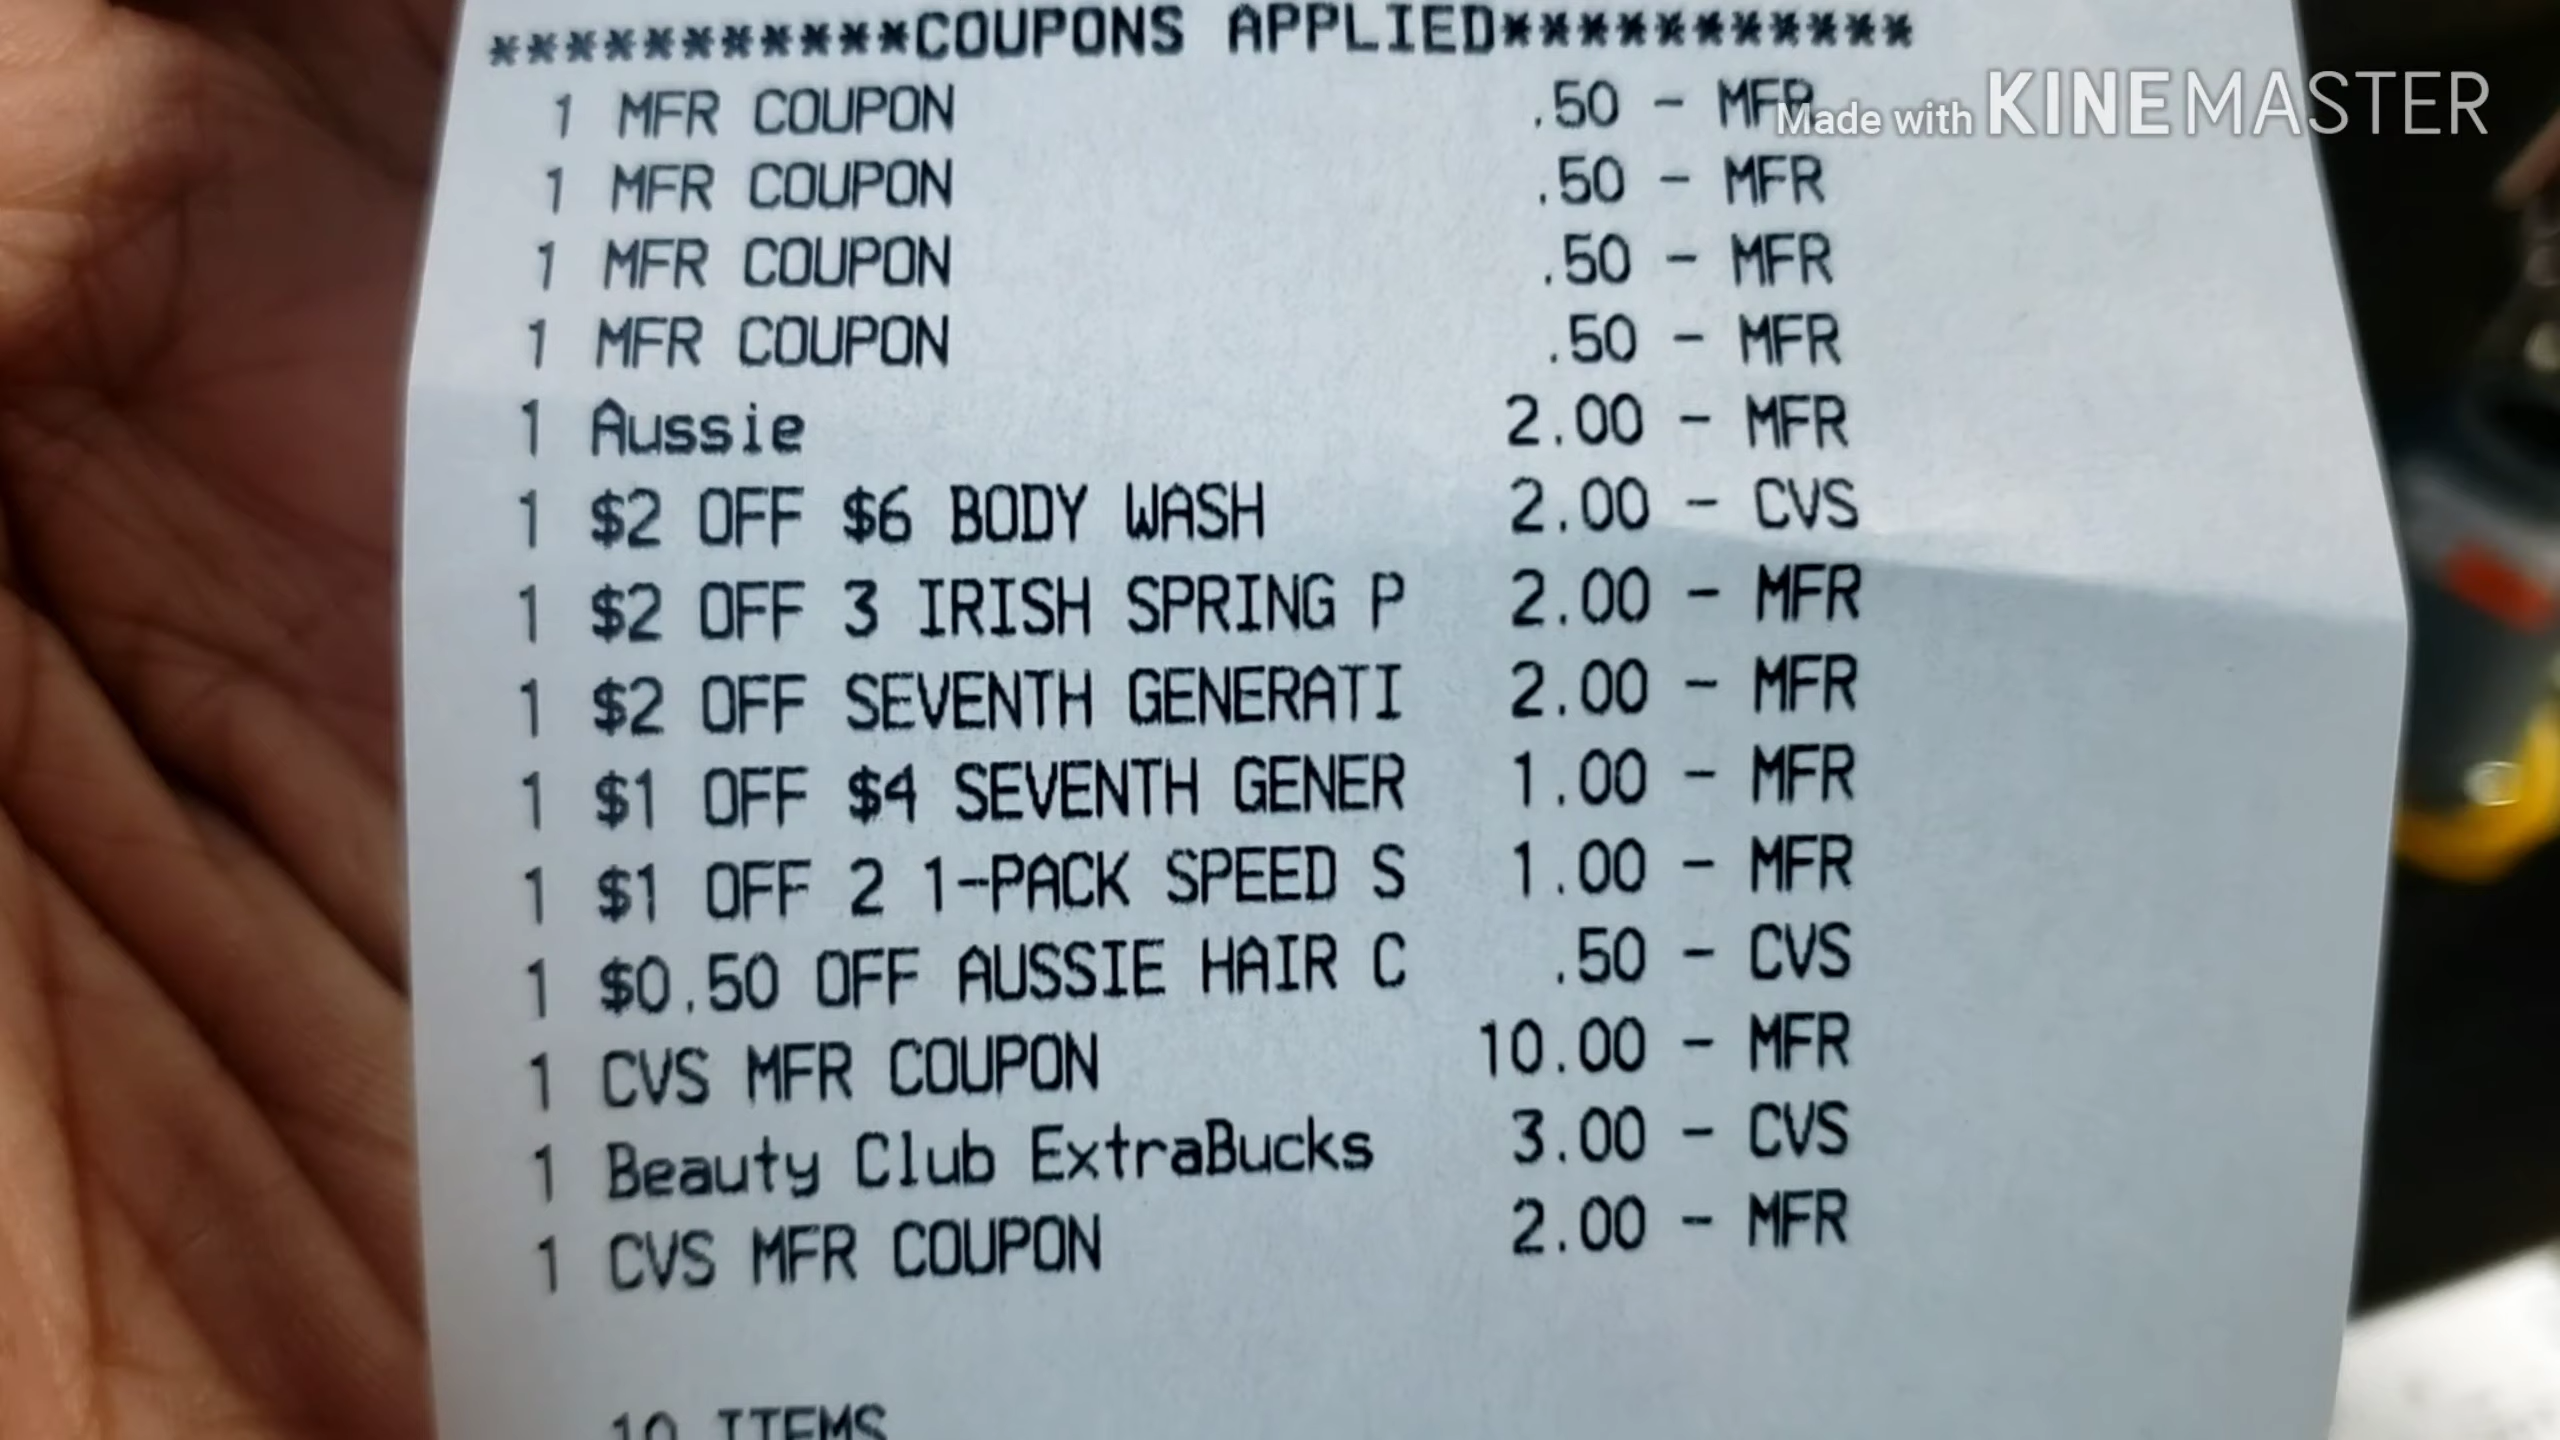 ***********COUPONS APPLIED***********
1 MFR COUPON .50 - MFR
Made with KINEMASTER
1 MFR COUPON .50 - MFR
1 MFR COUPON .50 - MFR
1 MFR COUPON .50 - MFR
1 Aussie 2.00 - MFR
1 $2 OFF $6 BODY WASH 2.00 - CVS
1 $2 OFF 3 IRISH SPRING P 2.00 - MFR
1 $2 OFF SEVENTH GENERATI 2.00 - MFR
1 $1 OFF $4 SEVENTH GENER 1.00 - MFR
1 $1 OFF 2 1-PACK SPEED S 1.00 - MFR
1 $0.50 OFF AUSSIE HAIR C .50 - CVS
1 CVS MFR COUPON 10.00 - MFR
1 Beauty Club ExtraBucks 3.00 - CVS
1 CVS MFR COUPON 2.00 - MFR
10 ITEMS